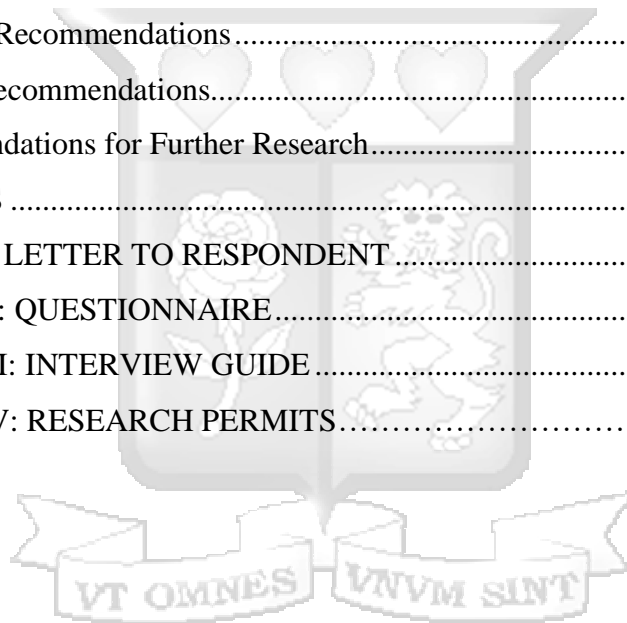 Recommendations
ecommendations
ndations for Further Research
S
LETTER TO RESPONDENT
: QUESTIONNAIRE
I: INTERVIEW GUIDE
V: RESEARCH PERMITS
VT OMNES VNVM SINT